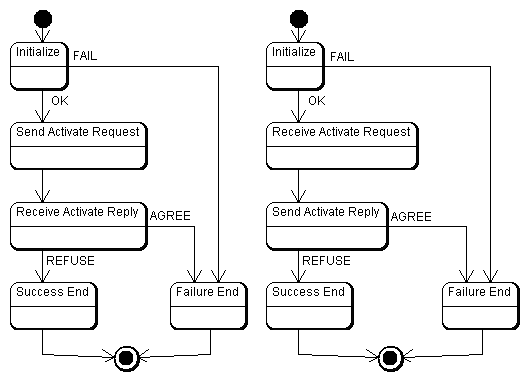 Initialize
FAIL
OK
Send Activate Request
Receive Activate Reply
AGREE
REFUSE
Success End
Failure End
Initialize
FAIL
OK
Receive Activate Request
Send Activate Reply
AGREE
REFUSE
Success End
Failure End